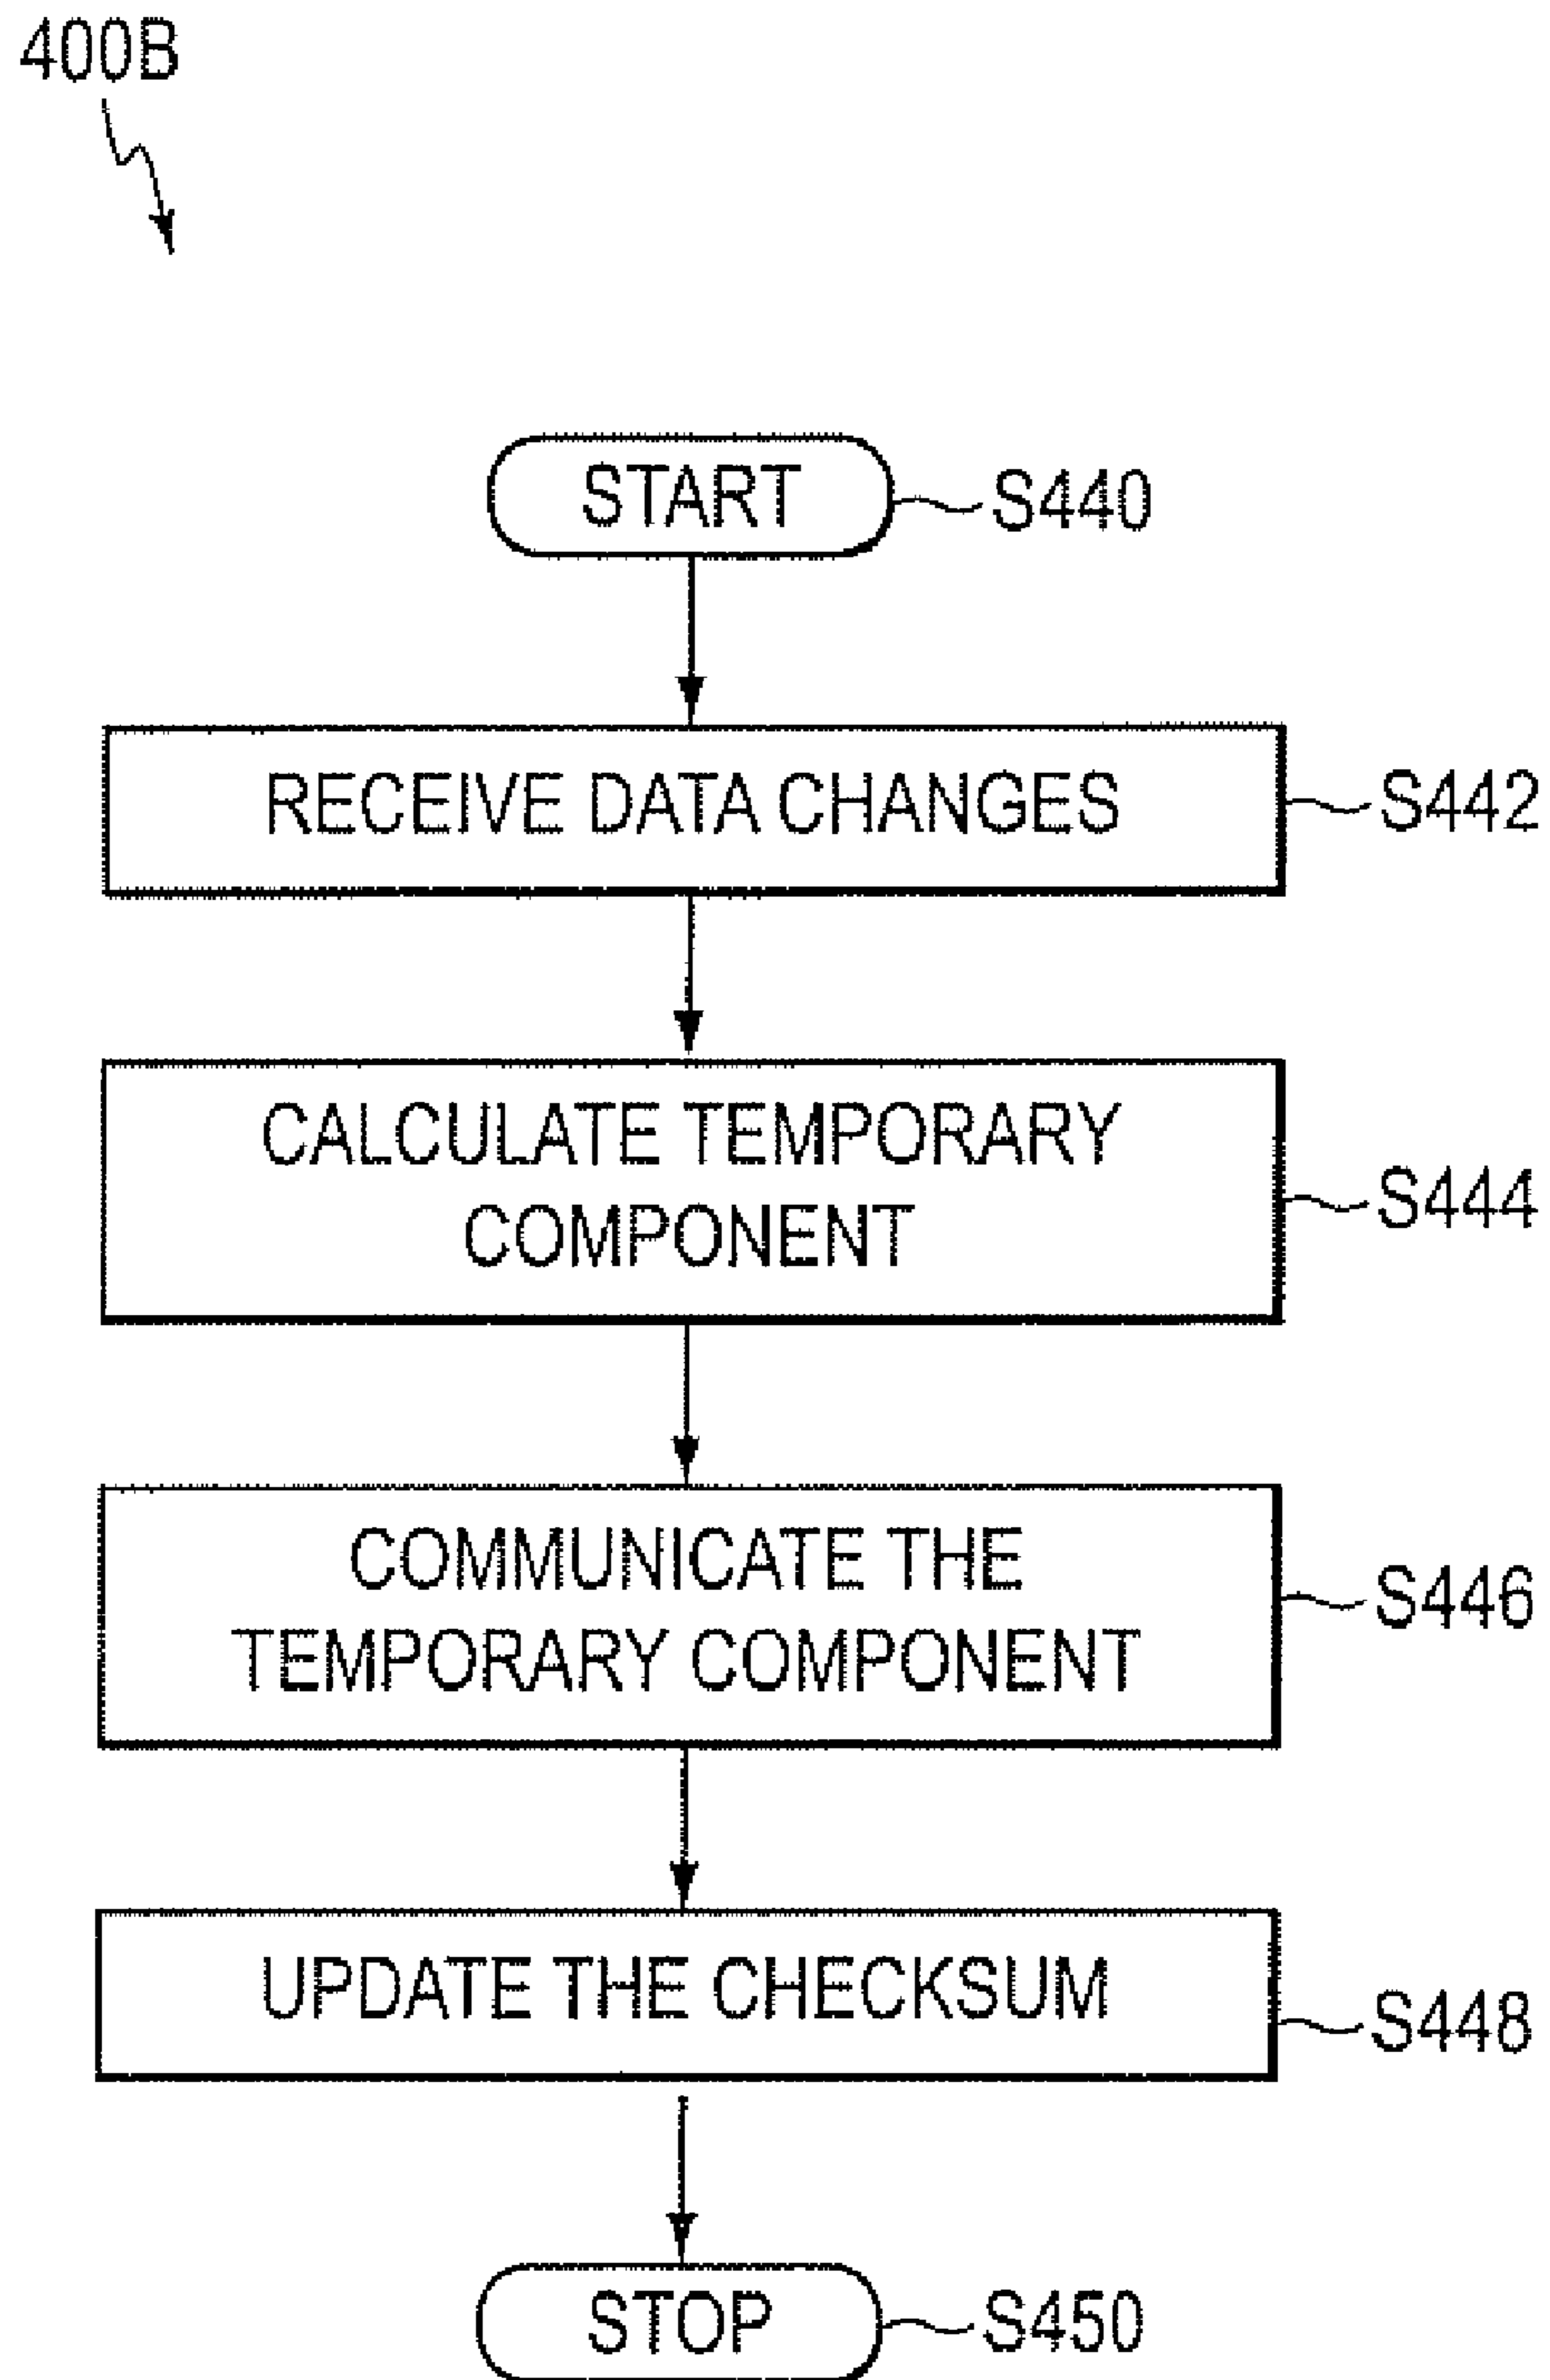 400B
START
S440
RECEIVE DATA CHANGES
S442
CALCULATE TEMPORARY
COMPONENT
S444
COMMUNICATE THE
TEMPORARY COMPONENT
S446
UPDATE THE CHECKSUM
S448
STOP
S450